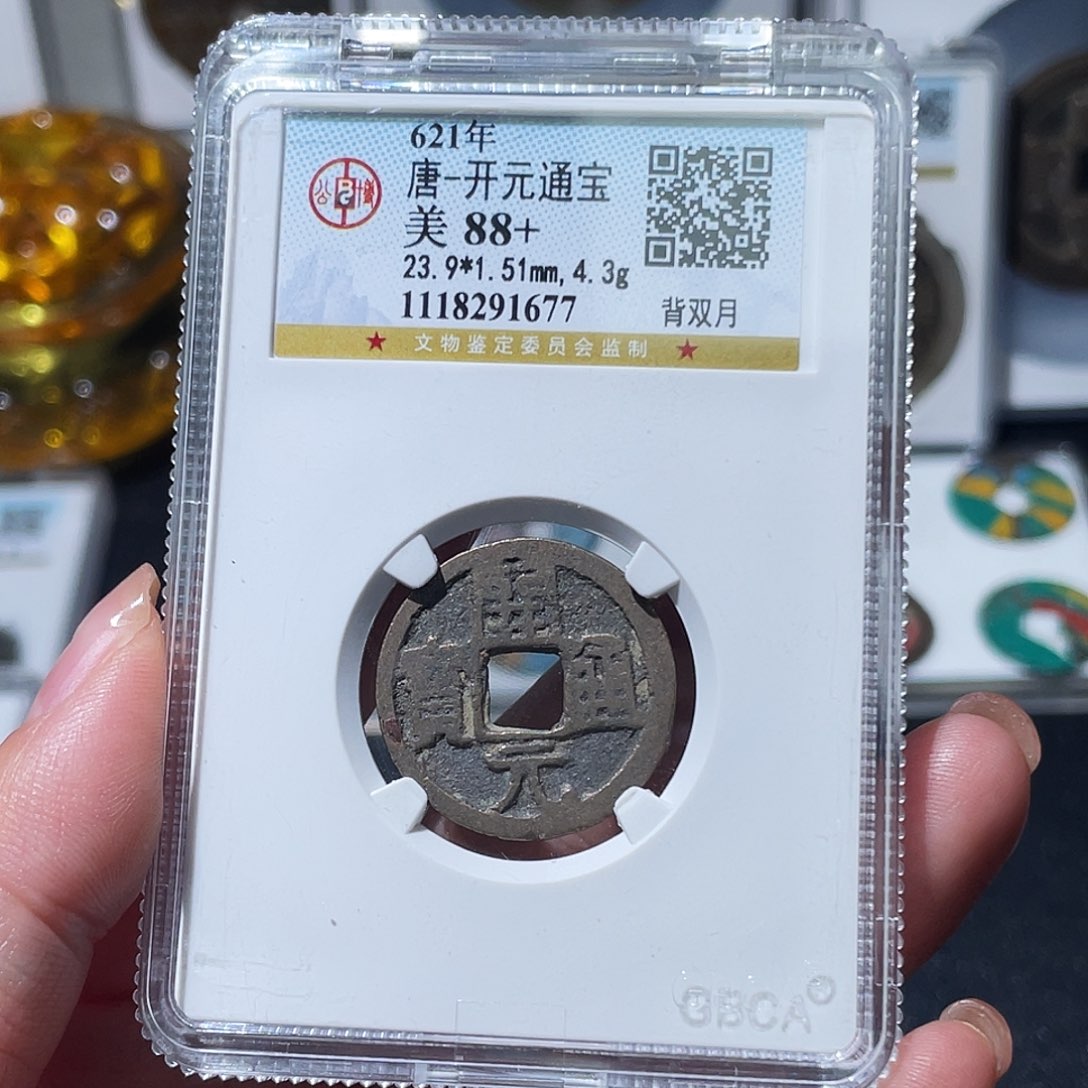 621年
唐-开元通宝
美 88+
23.9*1.51mm,4.3g
1118291677 背双月
★ 文物鉴定委员会监制 ★
開
通
元
GBCA